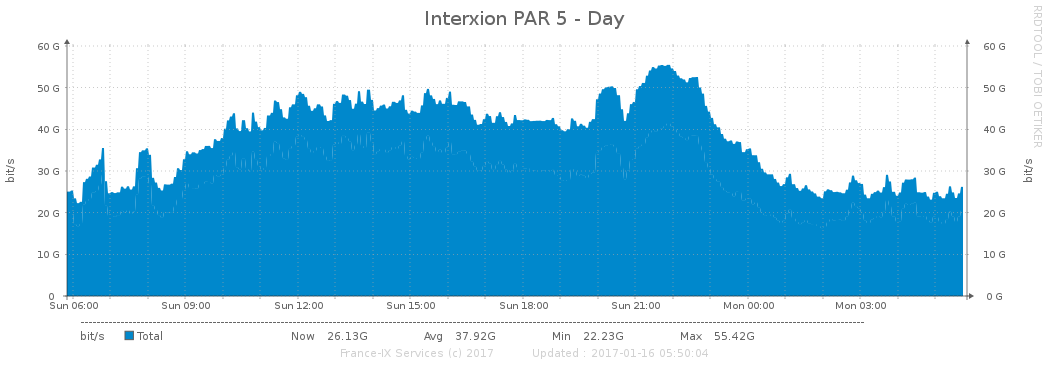 Interxion PAR 5 - Day
RRDTOOL / TOBI OETIKER
bit/s
60 G
50 G
40 G
30 G
20 G
10 G
0
60 G
50 G
40 G
30 G
20 G
10 G
0 G
bit/s
Sun 06:00 Sun 09:00 Sun 12:00 Sun 15:00 Sun 18:00 Sun 21:00 Mon 00:00 Mon 03:00
bit/s Total Now 26.13G Avg 37.92G Min 22.23G Max 55.42G
France-IX Services (c) 2017 Updated : 2017-01-16 05:50:04